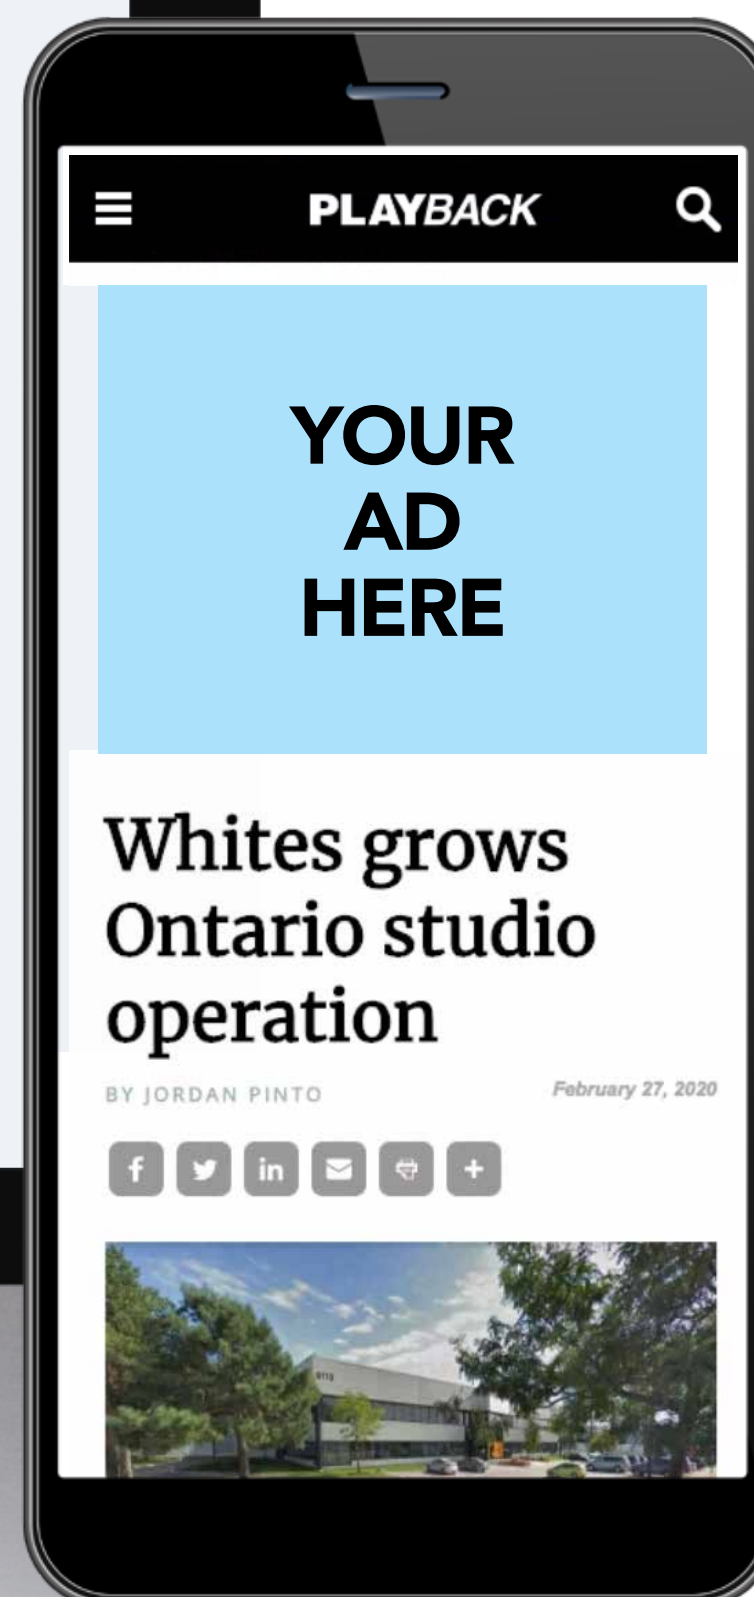 PLAYBACK
YOUR
AD
HERE
Whites grows
Ontario studio
operation
BY JORDAN PINTO
February 27, 2020